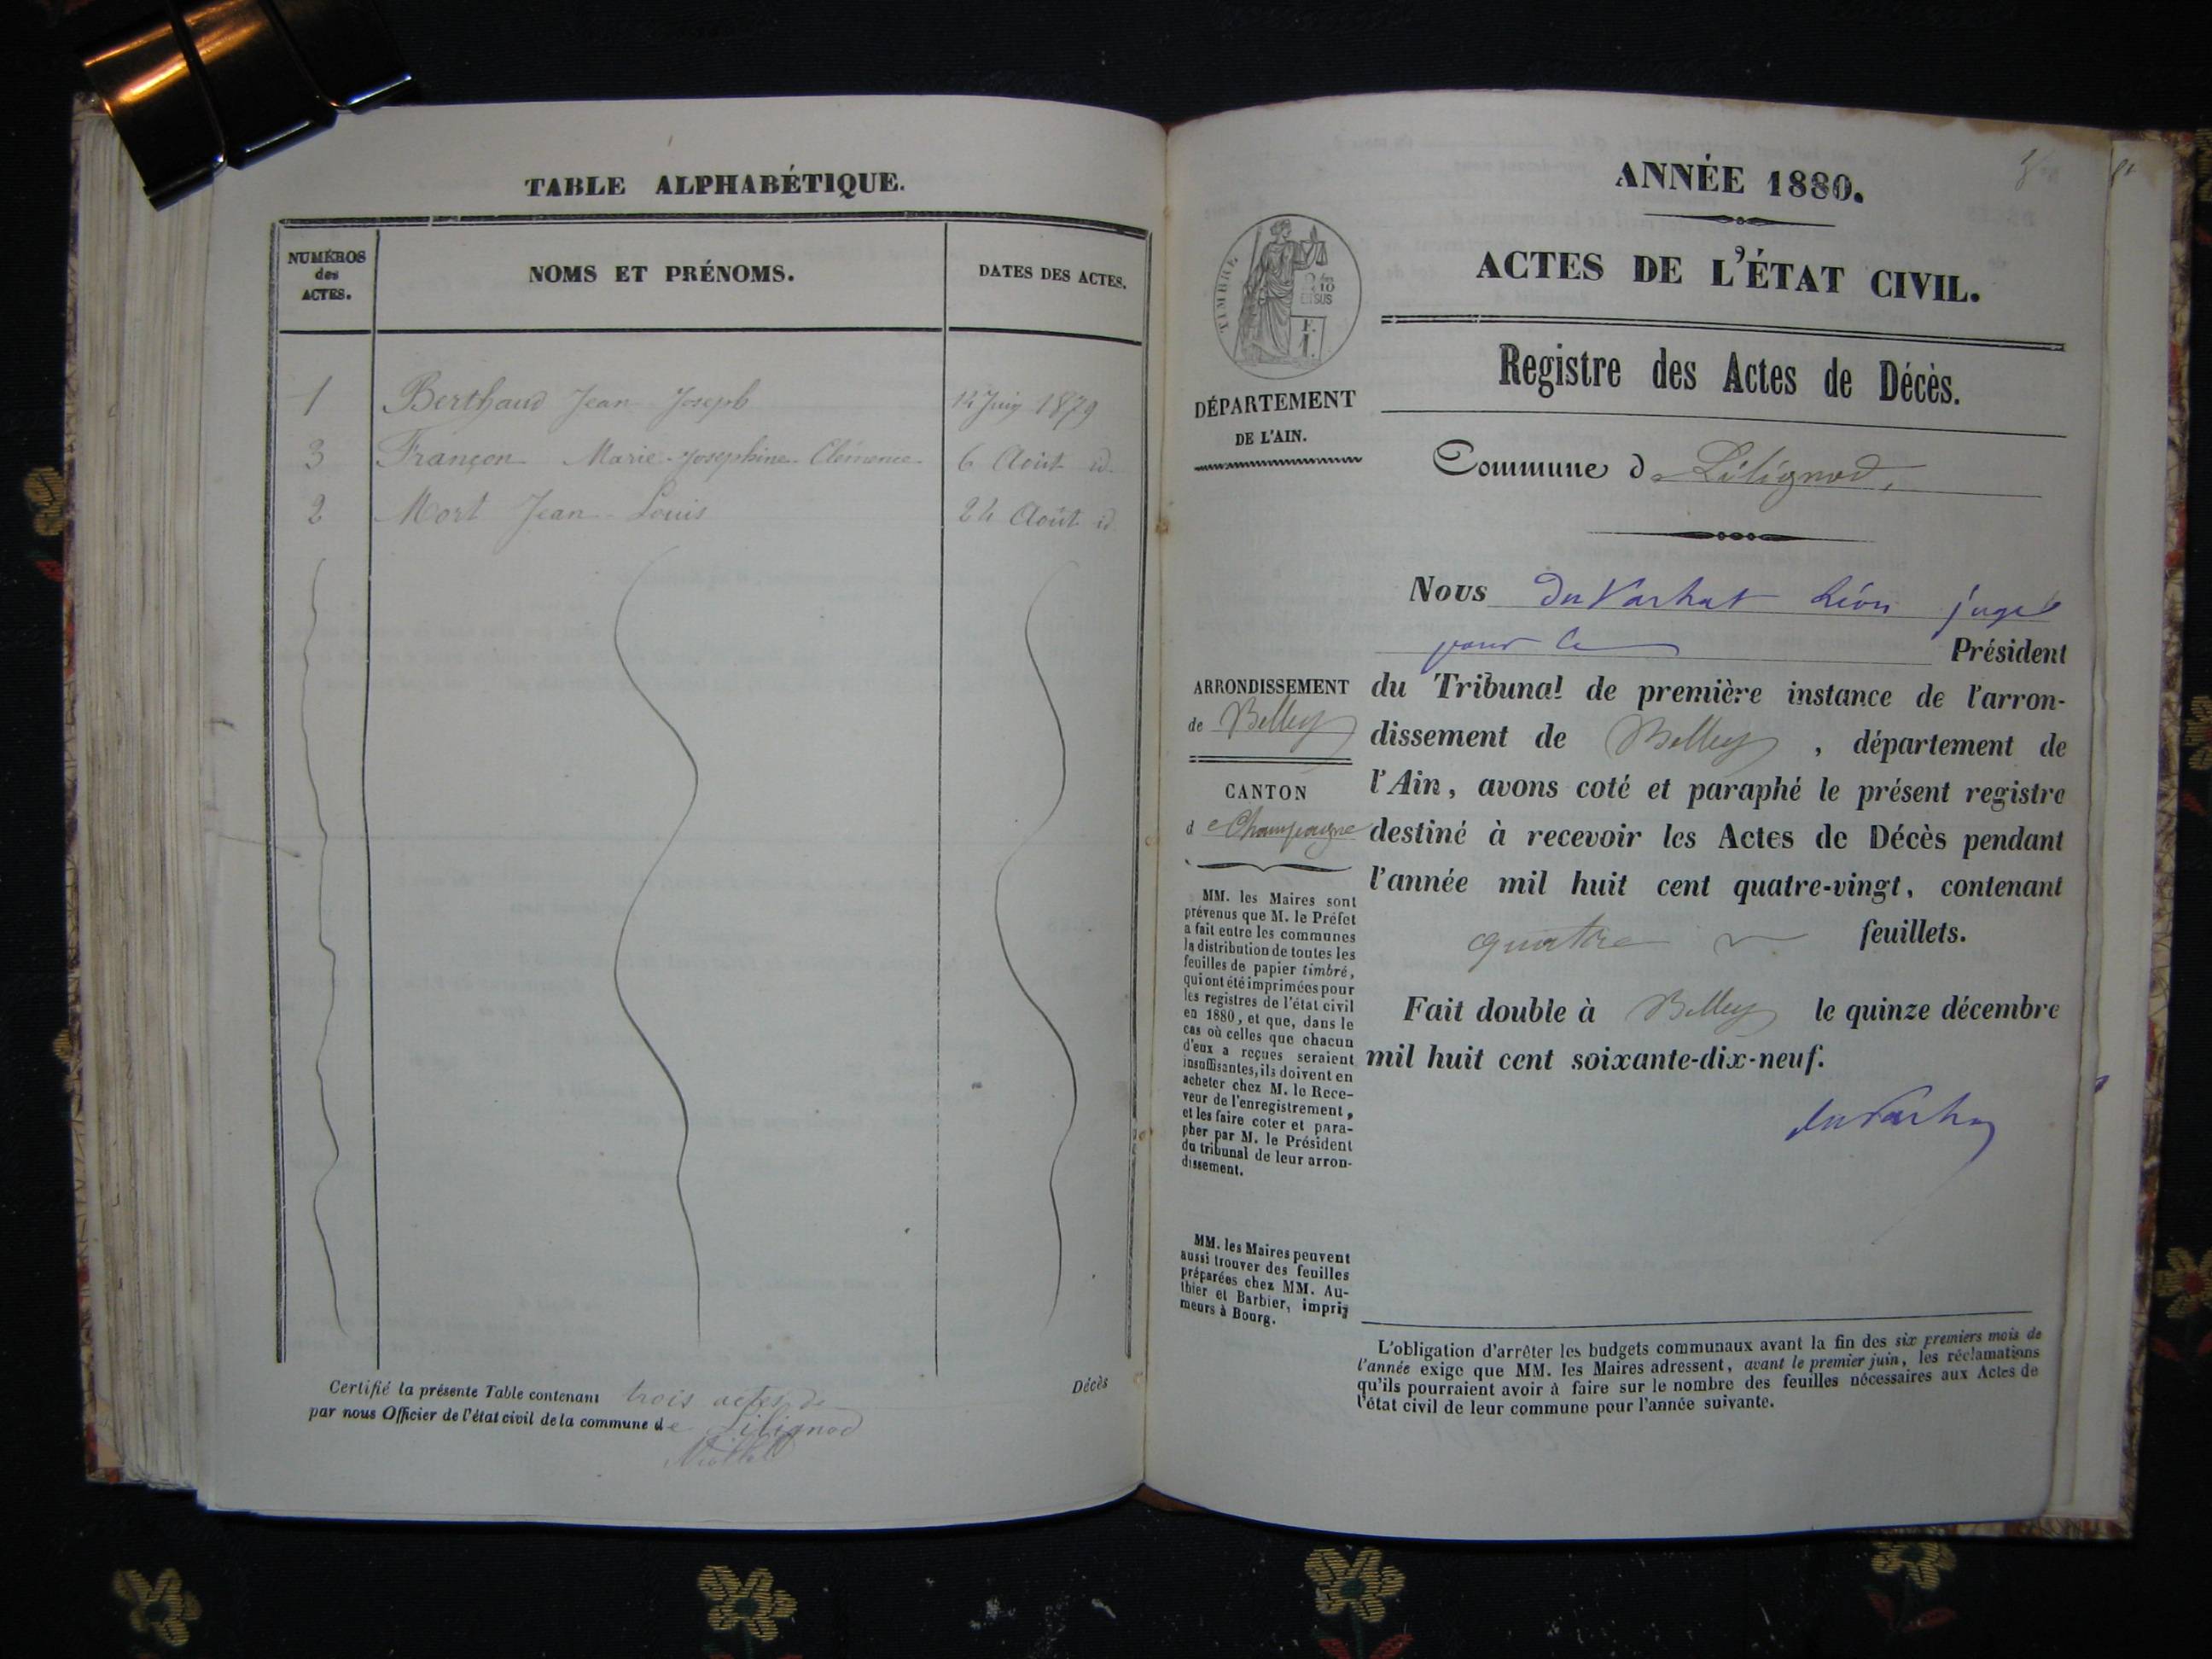 TABLE ALPHABÉTIQUE.
NUMÉROS
des
ACTES.
NOMS ET PRÉNOMS.
DATES DES ACTES.
1 Berthaud Jean Joseph 12 Juin 1879
3 Françon Marie-Josephine-Clémence 6 Août id.
2 Mort Jean-Louis 24 Août id.
Certifié la présente Table contenant trois actes de Décès
par nous Officier de l'état civil de la commune de Lilignod
ANNÉE 1880.
ACTES DE L'ÉTAT CIVIL.
Registre des Actes de Décès.
TIMBRE
2/10
EN SUS
F.
1.
DÉPARTEMENT
DE L'AIN.
Commune de Lilignod.
ARRONDISSEMENT
de Belley
CANTON
de Champagne
MM. les Maires sont
prévenus que M. le Préfet
a fait entre les communes
la distribution de toutes les
feuilles de papier timbré,
qui ont été imprimées pour
les registres de l'état civil
en 1880, et que, dans le
cas où celles que chacun
d'eux a reçues seraient
insuffisantes, ils doivent en
acheter chez M. le Rece-
veur de l'enregistrement,
et les faire coter et para-
pher par M. le Président
du tribunal de leur arron-
dissement.
MM. les Maires peuvent
aussi trouver des feuilles
préparées chez MM. Au-
thier et Barbier, impri-
meurs à Bourg.
Nous Du Varhat Léon juge
pour le Président
du Tribunal de première instance de l'arron-
dissement de Belley, département de
l'Ain, avons coté et paraphé le présent registre
destiné à recevoir les Actes de Décès pendant
l'année mil huit cent quatre-vingt, contenant
quatre feuillets.
Fait double à Belley le quinze décembre
mil huit cent soixante-dix-neuf.
L'obligation d'arrêter les budgets communaux avant la fin des six premiers mois de
l'année exige que MM. les Maires adressent, avant le premier juin, les réclamations
qu'ils pourraient avoir à faire sur le nombre des feuilles nécessaires aux Actes de
l'état civil de leur commune pour l'année suivante.